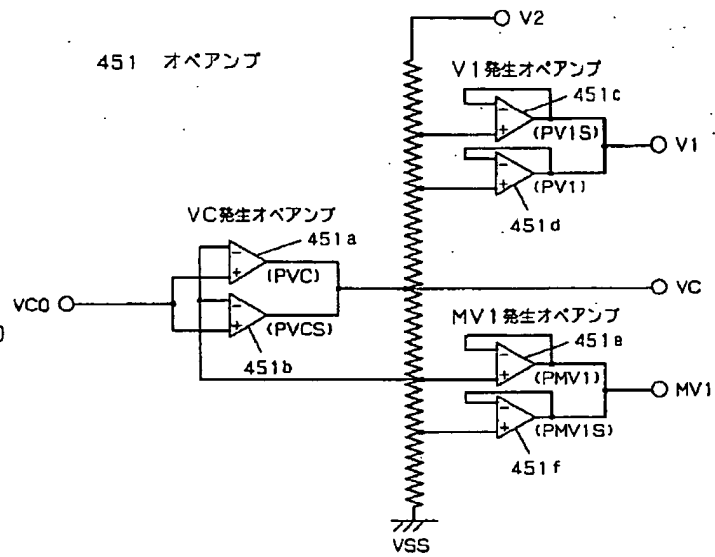 V2
451 オペアンプ
V1発生オペアンプ
451c
(PV1S)
V1
(PV1)
451d
VC発生オペアンプ
451a
(PVC)
VC0
VC
(PVCS)
451b
MV1発生オペアンプ
451e
(PMV1)
MV1
(PMV1S)
451f
VSS